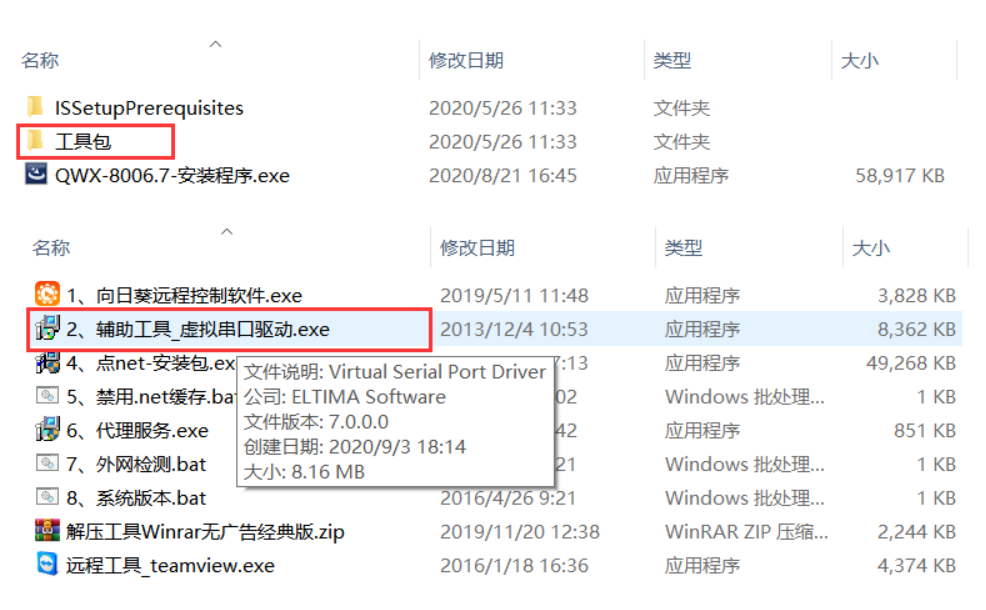 名称 修改日期 类型 大小
ISSetupPrerequisites 2020/5/26 11:33 文件夹
工具包 2020/5/26 11:33 文件夹
QWX-8006.7-安装程序.exe 2020/8/21 16:45 应用程序 58,917 KB
名称 修改日期 类型 大小
1、向日葵远程控制软件.exe 2019/5/11 11:48 应用程序 3,828 KB
2、辅助工具_虚拟串口驱动.exe 2013/12/4 10:53 应用程序 8,362 KB
4、点net-安装包.ex 7:13 应用程序 49,268 KB
文件说明: Virtual Serial Port Driver
5、禁用.net缓存.ba 02 Windows 批处理... 1 KB
公司: ELTIMA Software
文件版本: 7.0.0.0
6、代理服务.exe 42 应用程序 851 KB
创建日期: 2020/9/3 18:14
7、外网检测.bat 21 Windows 批处理... 1 KB
大小: 8.16 MB
8、系统版本.bat 2016/4/26 9:21 Windows 批处理... 1 KB
解压工具Winrar无广告经典版.zip 2019/11/20 12:38 WinRAR ZIP 压缩... 2,244 KB
远程工具_teamview.exe 2016/1/18 16:36 应用程序 4,374 KB